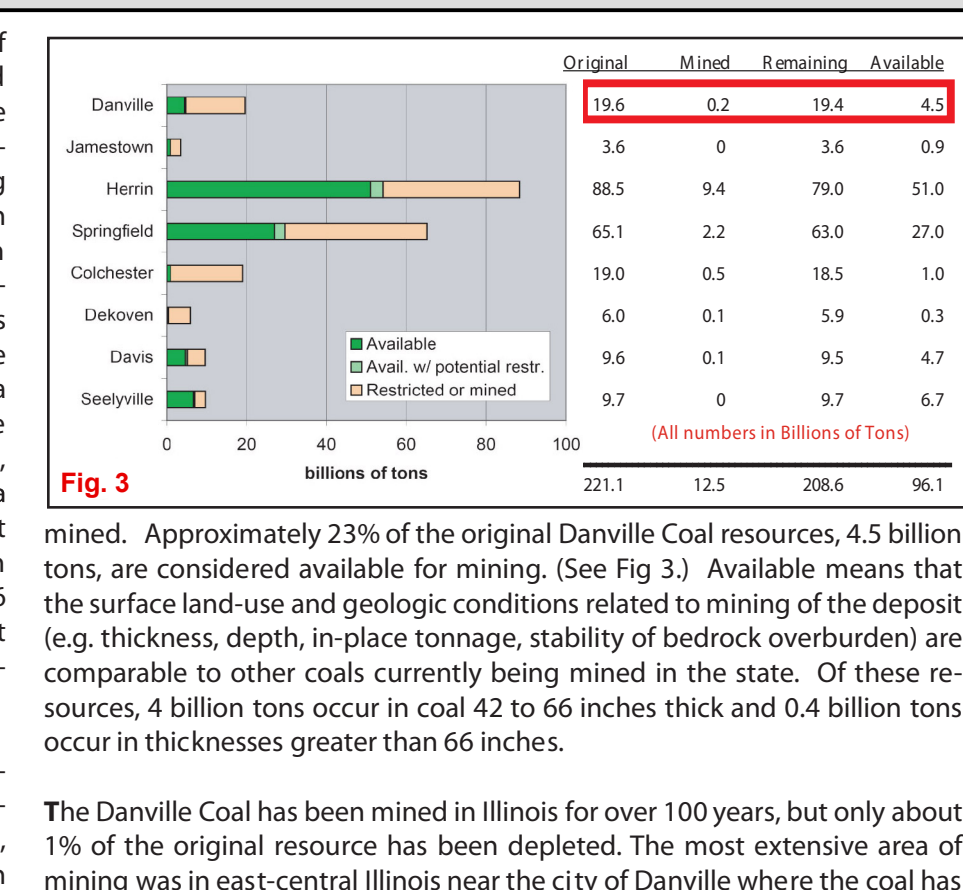 f
d
e
-
g
n
n
-
s
e
a
e
,
a
t
n
6
t
-
-
-
,
n
Original Mined Remaining Available
Danville 19.6 0.2 19.4 4.5
Jamestown 3.6 0 3.6 0.9
Herrin 88.5 9.4 79.0 51.0
Springfield 65.1 2.2 63.0 27.0
Colchester 19.0 0.5 18.5 1.0
Dekoven 6.0 0.1 5.9 0.3
Davis 9.6 0.1 9.5 4.7
Seelyville 9.7 0 9.7 6.7
Available
Avail. w/ potential restr.
Restricted or mined
0 20 40 60 80 100
billions of tons
(All numbers in Billions of Tons)
Fig. 3
221.1 12.5 208.6 96.1
mined. Approximately 23% of the original Danville Coal resources, 4.5 billion
tons, are considered available for mining. (See Fig 3.) Available means that
the surface land-use and geologic conditions related to mining of the deposit
(e.g. thickness, depth, in-place tonnage, stability of bedrock overburden) are
comparable to other coals currently being mined in the state. Of these re-
sources, 4 billion tons occur in coal 42 to 66 inches thick and 0.4 billion tons
occur in thicknesses greater than 66 inches.
The Danville Coal has been mined in Illinois for over 100 years, but only about
1% of the original resource has been depleted. The most extensive area of
mining was in east-central Illinois near the city of Danville where the coal has